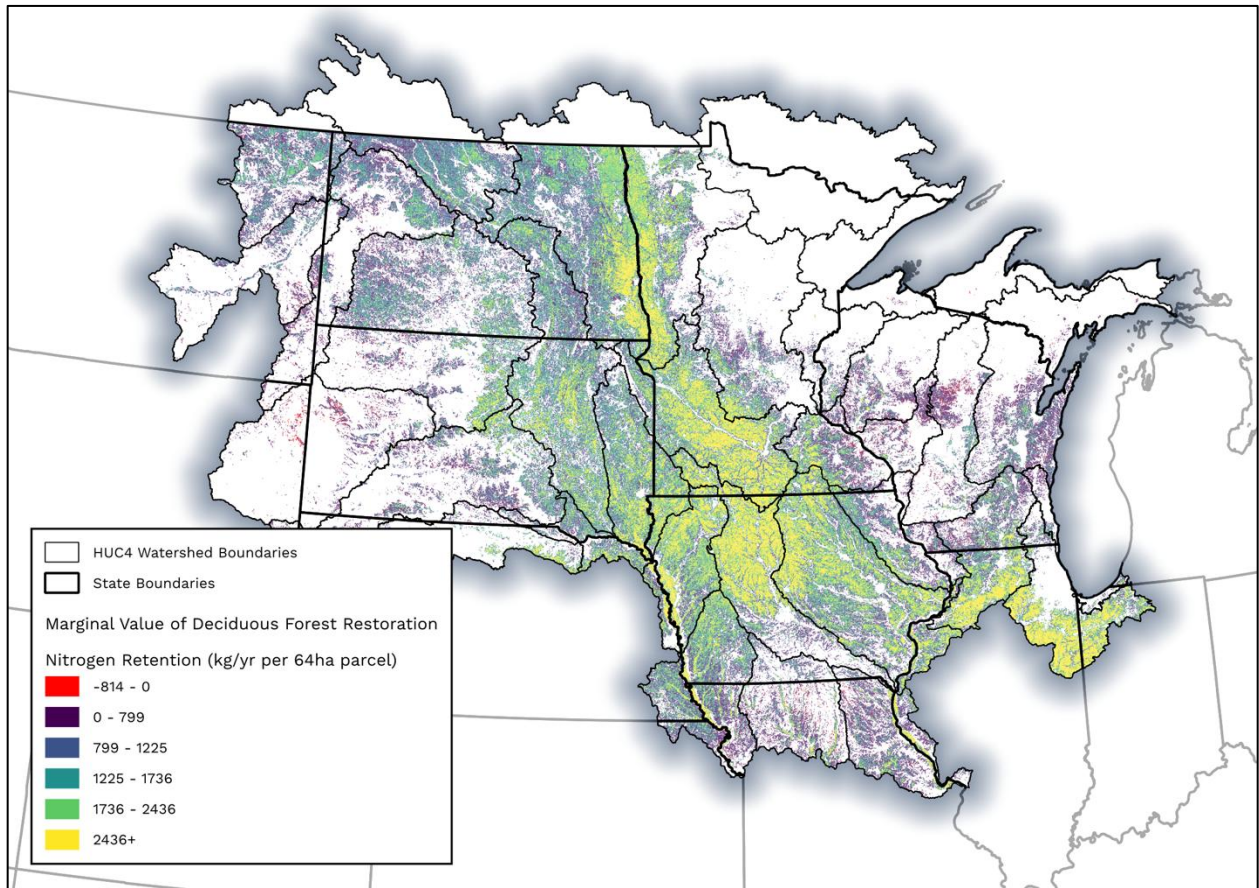 HUC4 Watershed Boundaries
State Boundaries
Marginal Value of Deciduous Forest Restoration
Nitrogen Retention (kg/yr per 64ha parcel)
-814 - 0
0 - 799
799 - 1225
1225 - 1736
1736 - 2436
2436+